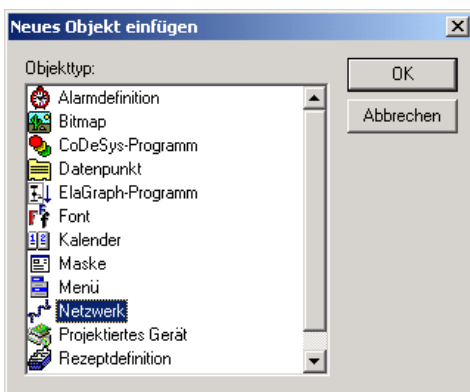 Neues Objekt einfügen
Objekttyp:
Alarmdefinition
Bitmap
CoDeSys-Programm
Datenpunkt
ElaGraph-Programm
Font
Kalender
Maske
Menü
Netzwerk
Projektiertes Gerät
Rezeptdefinition
OK
Abbrechen